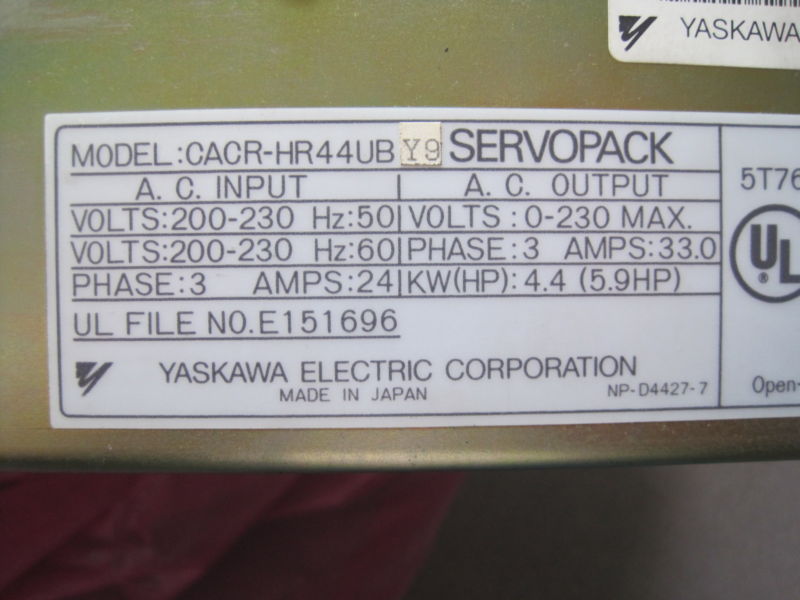 YASKAWA
MODEL:CACR-HR44UB Y9 SERVOPACK
A. C. INPUT
A. C. OUTPUT
VOLTS:200-230 Hz:50
VOLTS:0-230 MAX.
VOLTS:200-230 Hz:60
PHASE:3 AMPS:33.0
PHASE:3 AMPS:24
KW(HP):4.4 (5.9HP)
UL FILE NO.E151696
YASKAWA ELECTRIC CORPORATION
MADE IN JAPAN
NP-D4427-7
5T76
UL
®
Open-